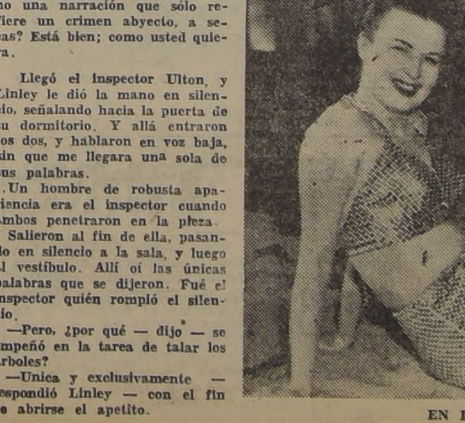 no una narración que sólo re-
fiere un crimen abyecto, a se-
cas? Está bien; como usted quie-
ra.
Llegó el inspector Ulton, y
Linley le dió la mano en silen-
cio, señalando hacia la puerta de
su dormitorio. Y allá entraron
los dos, y hablaron en voz baja,
sin que me llegara una sola de
sus palabras.
.Un hombre de robusta apa-
riencia era el inspector cuando
ambos penetraron en la pieza.
Salieron al fin de ella, pasan-
do en silencio a la sala, y luego
al vestíbulo. Allí oí las únicas
palabras que se dijeron. Fué el
inspector quién rompió el silen-
cio.
—Pero, ¿por qué — dijo — se
empeñó en la tarea de talar los
árboles?
—Unica y exclusivamente —
respondió Linley — con el fin
de abrirse el apetito.
EN